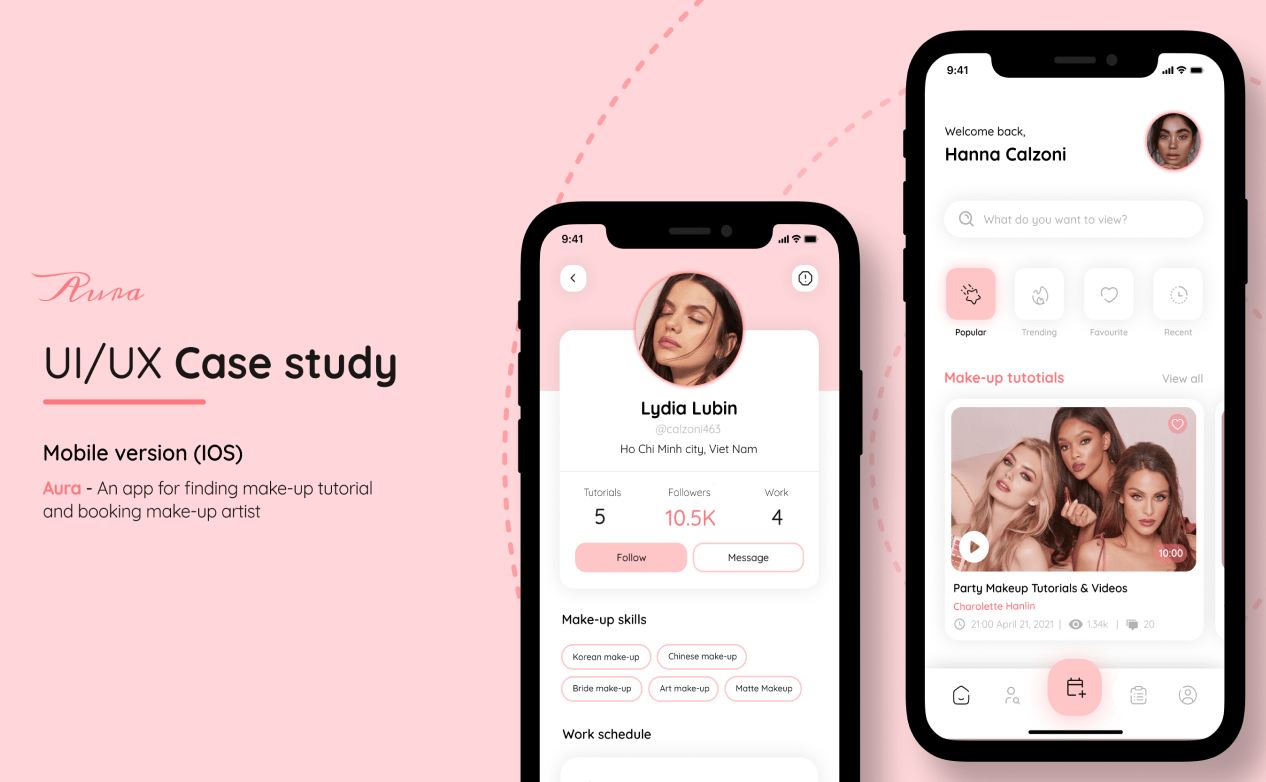 Aura
UI/UX Case study
Mobile version (IOS)
Aura - An app for finding make-up tutorial
and booking make-up artist
9:41
Lydia Lubin
@calzoni463
Ho Chi Minh city, Viet Nam
Tutorials Followers Work
5 10.5K 4
Follow Message
Make-up skills
Korean make-up Chinese make-up
Bride make-up Art make-up Matte Makeup
Work schedule
9:41
Welcome back,
Hanna Calzoni
What do you want to view?
Popular Trending Favourite Recent
Make-up tutotials View all
10:00
Party Makeup Tutorials & Videos
Charolette Hanlin
21:00 April 21, 2021 | 1.34k | 20